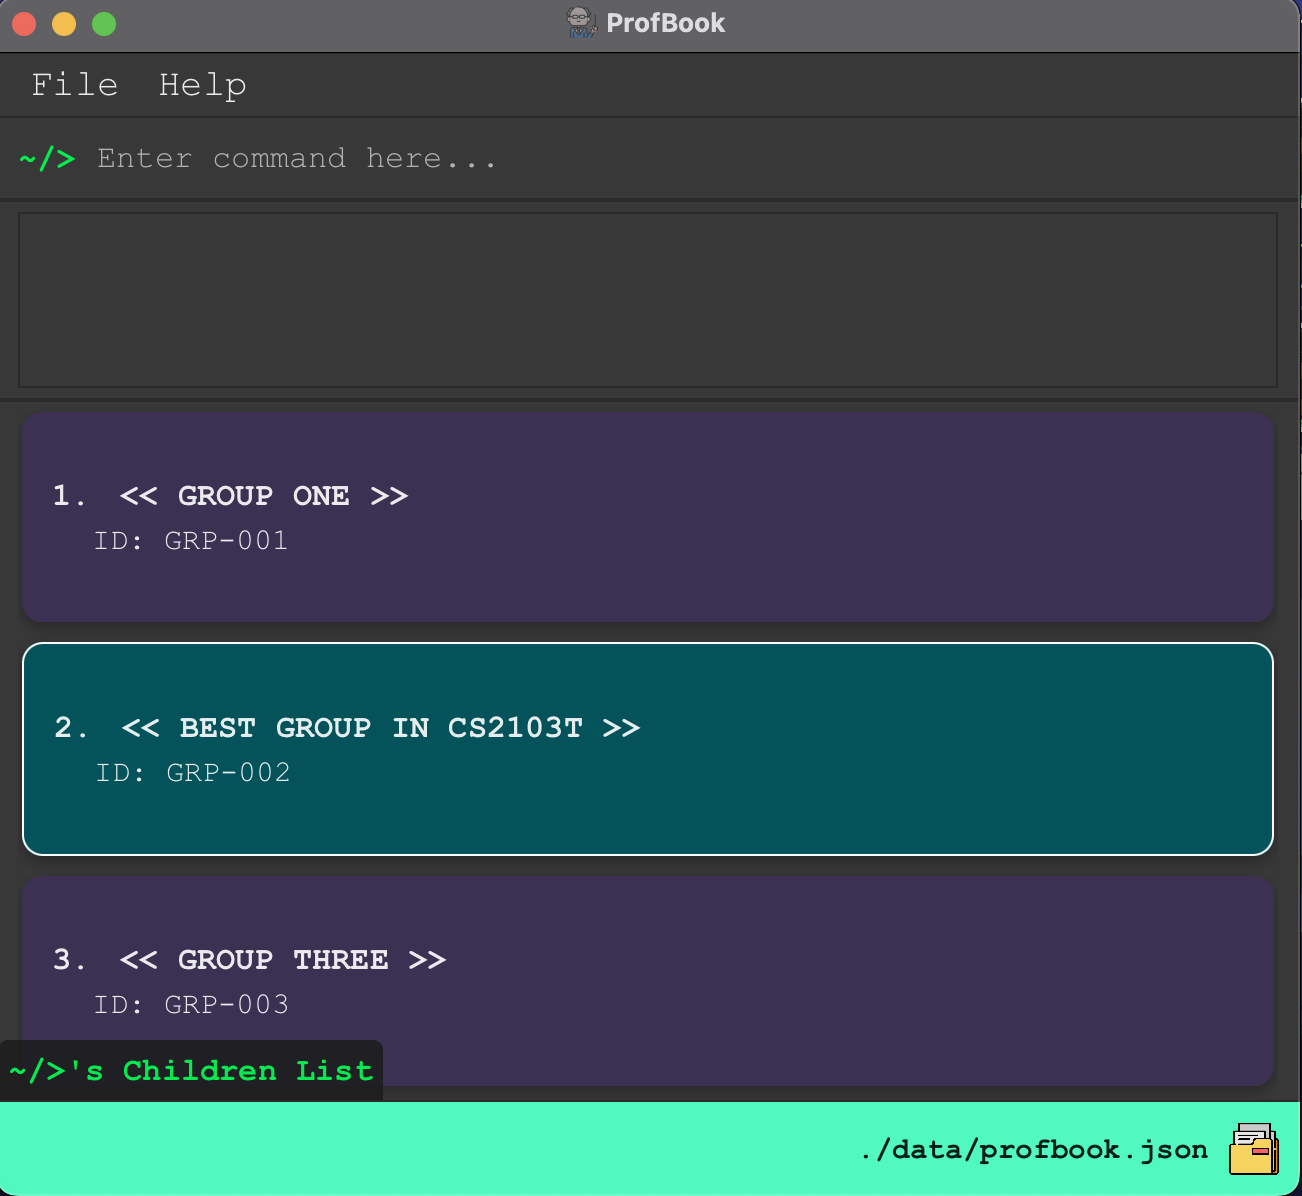 ProfBook
File Help
~/> Enter command here...
1. << GROUP ONE >>
ID: GRP-001
2. << BEST GROUP IN CS2103T >>
ID: GRP-002
3. << GROUP THREE >>
ID: GRP-003
~/>'s Children List
./data/profbook.json